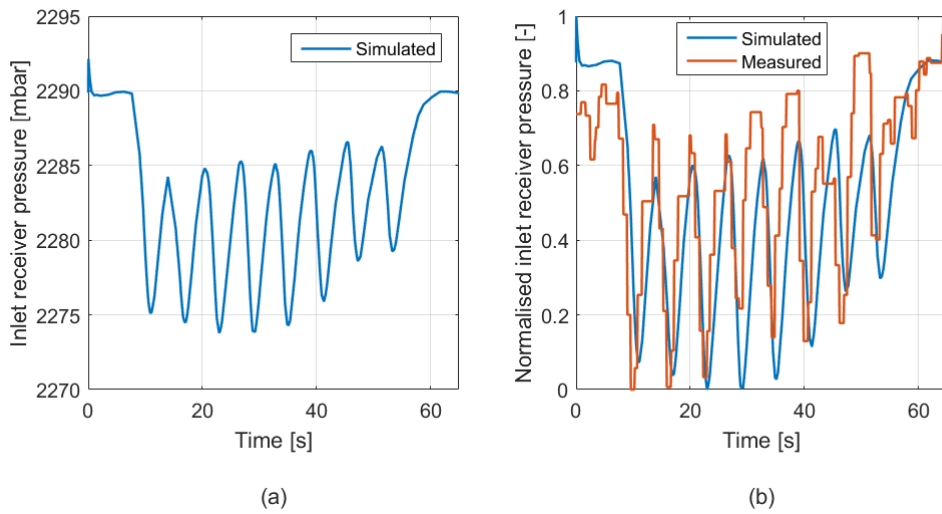 2295
2290
2285
2280
2275
2270
Inlet receiver pressure [mbar]
Simulated
0
20
40
60
Time [s]
(a)
1
0.8
0.6
0.4
0.2
0
Normalised inlet receiver pressure [-]
Simulated
Measured
0
20
40
60
Time [s]
(b)